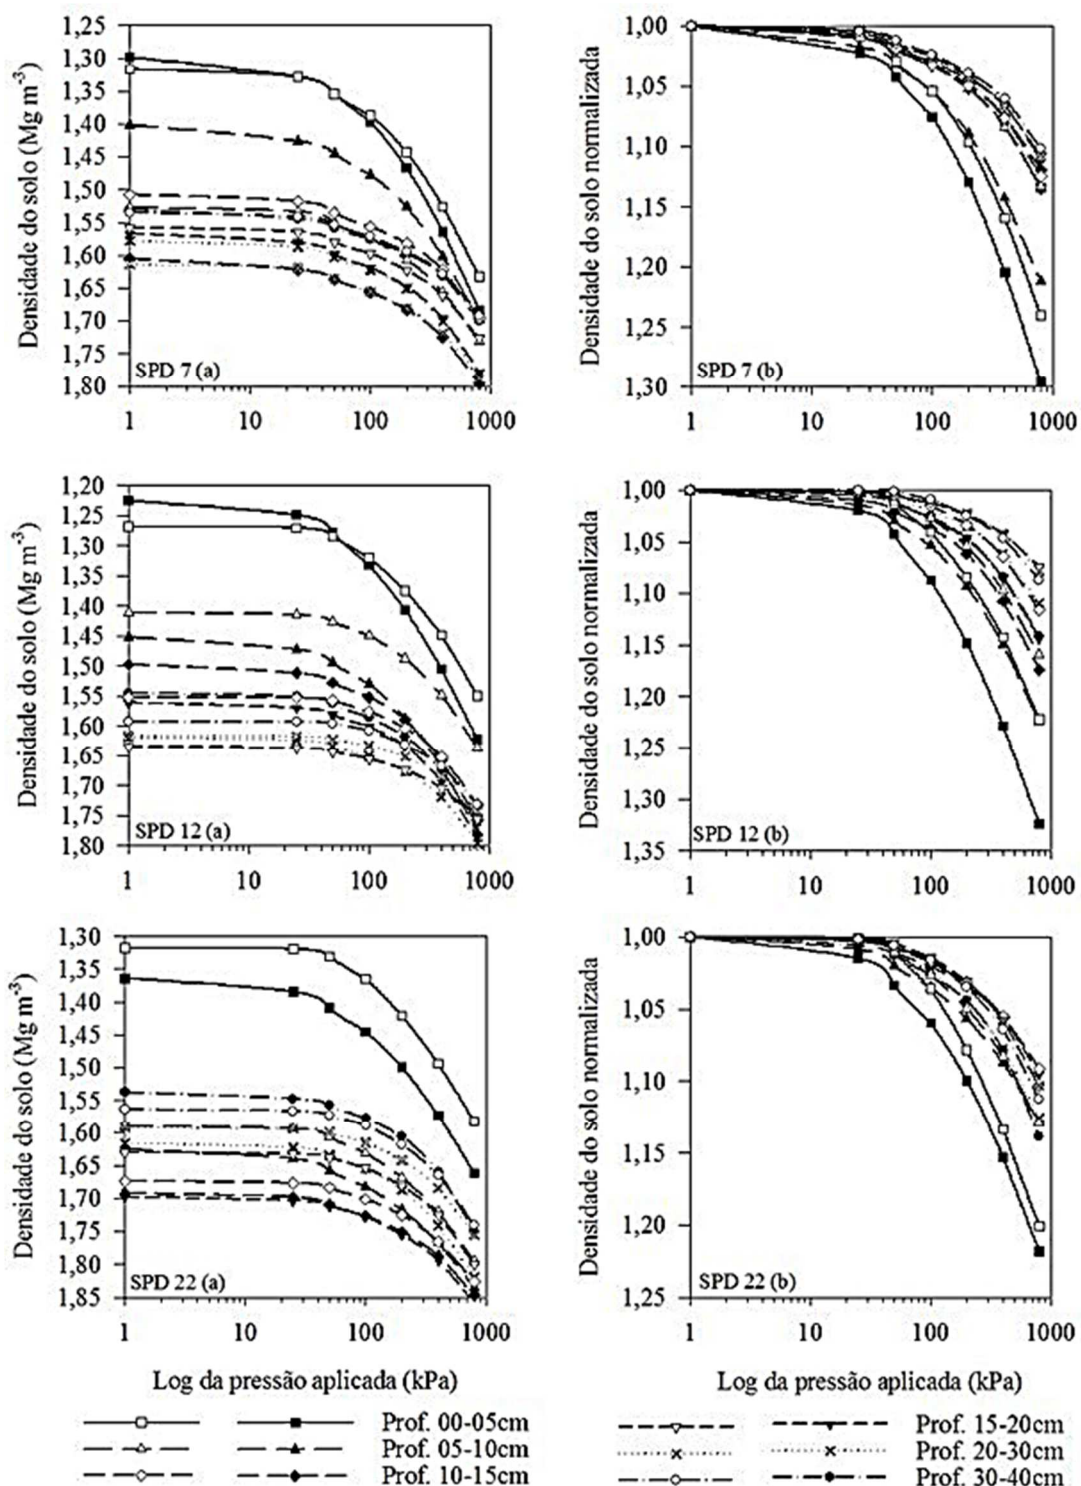 Densidade do solo (Mg m⁻³)
1,25
1,30
1,35
1,40
1,45
1,50
1,55
1,60
1,65
1,70
1,75
1,80
SPD 7 (a)
1 10 100 1000
Densidade do solo normalizada
1,00
1,05
1,10
1,15
1,20
1,25
1,30
SPD 7 (b)
1 10 100 1000
Densidade do solo (Mg m⁻³)
1,20
1,25
1,30
1,35
1,40
1,45
1,50
1,55
1,60
1,65
1,70
1,75
1,80
SPD 12 (a)
1 10 100 1000
Densidade do solo normalizada
1,00
1,05
1,10
1,15
1,20
1,25
1,30
1,35
SPD 12 (b)
1 10 100 1000
Densidade do solo (Mg m⁻³)
1,30
1,35
1,40
1,45
1,50
1,55
1,60
1,65
1,70
1,75
1,80
1,85
SPD 22 (a)
1 10 100 1000
Densidade do solo normalizada
1,00
1,05
1,10
1,15
1,20
1,25
SPD 22 (b)
1 10 100 1000
Log da pressão aplicada (kPa)
Log da pressão aplicada (kPa)
Prof. 00-05cm
Prof. 05-10cm
Prof. 10-15cm
Prof. 15-20cm
Prof. 20-30cm
Prof. 30-40cm